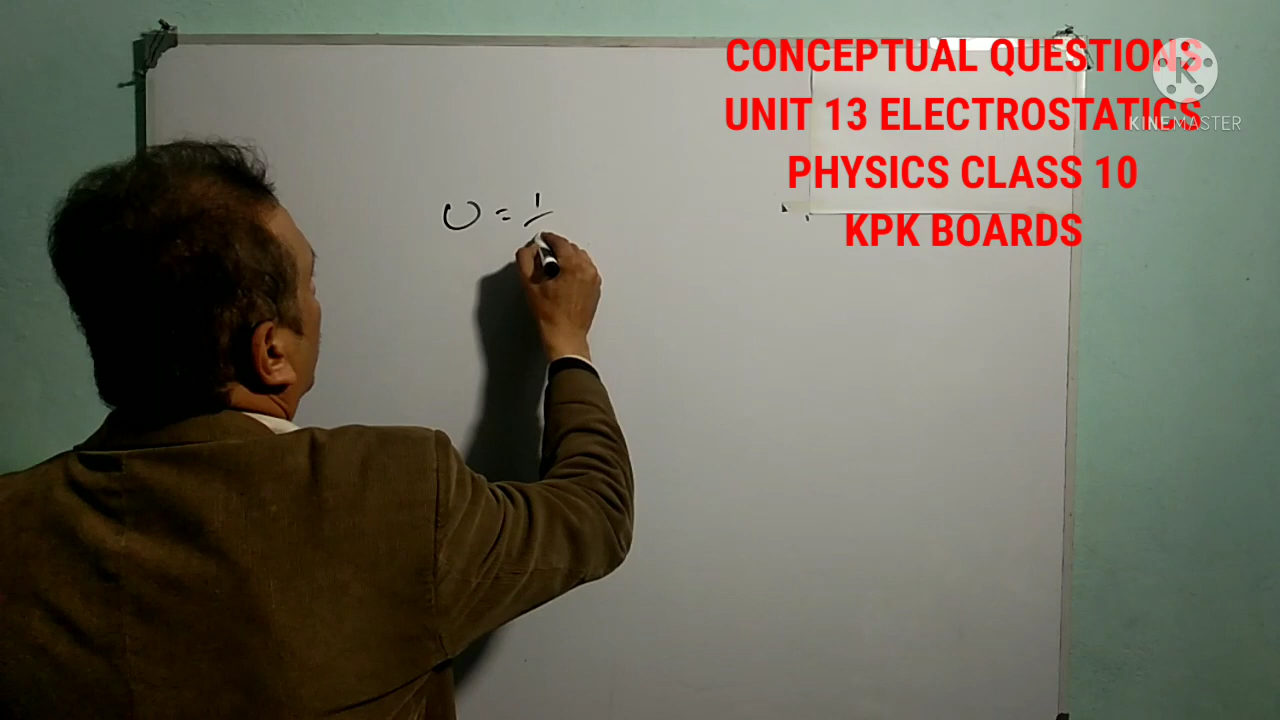 CONCEPTUAL QUESTIONS
UNIT 13 ELECTROSTATICS
PHYSICS CLASS 10
KPK BOARDS
K
KINEMASTER
U = 1/